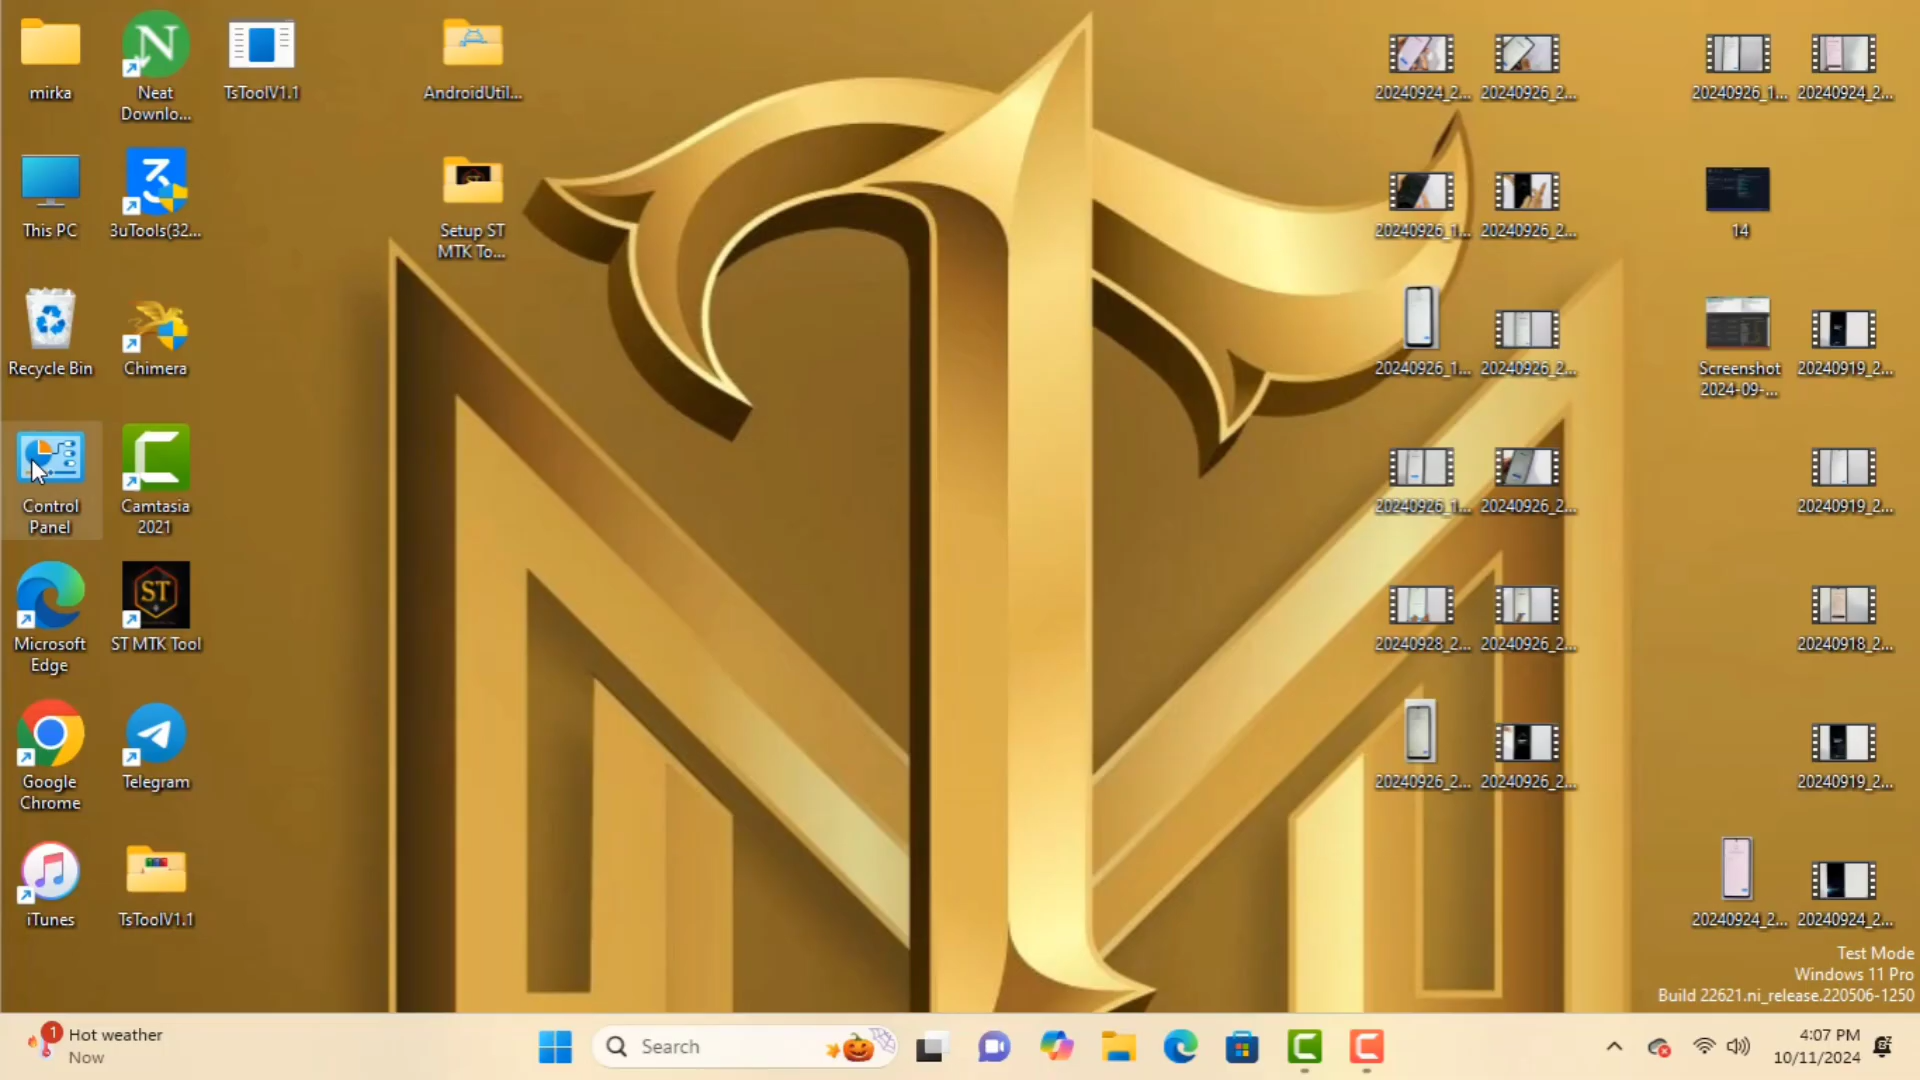 mirka
Neat
Downlo...
TsToolV1.1
AndroidUtil...
20240924_2...
20240926_2...
20240926_1...
20240924_2...
This PC
3uTools(32...
Setup ST
MTK To...
20240926_1...
20240926_2...
14
Recycle Bin
Chimera
20240926_1...
20240926_2...
Screenshot
2024-09-...
20240919_2...
Control
Panel
Camtasia
2021
20240926_1...
20240926_2...
20240919_2...
Microsoft
Edge
ST
ST MTK Tool
20240928_2...
20240926_2...
20240918_2...
Google
Chrome
Telegram
20240926_2...
20240926_2...
20240919_2...
iTunes
TsToolV1.1
20240924_2...
20240924_2...
Test Mode
Windows 11 Pro
Build 22621.ni_release.220506-1250
1
Hot weather
Now
Search
4:07 PM
10/11/2024